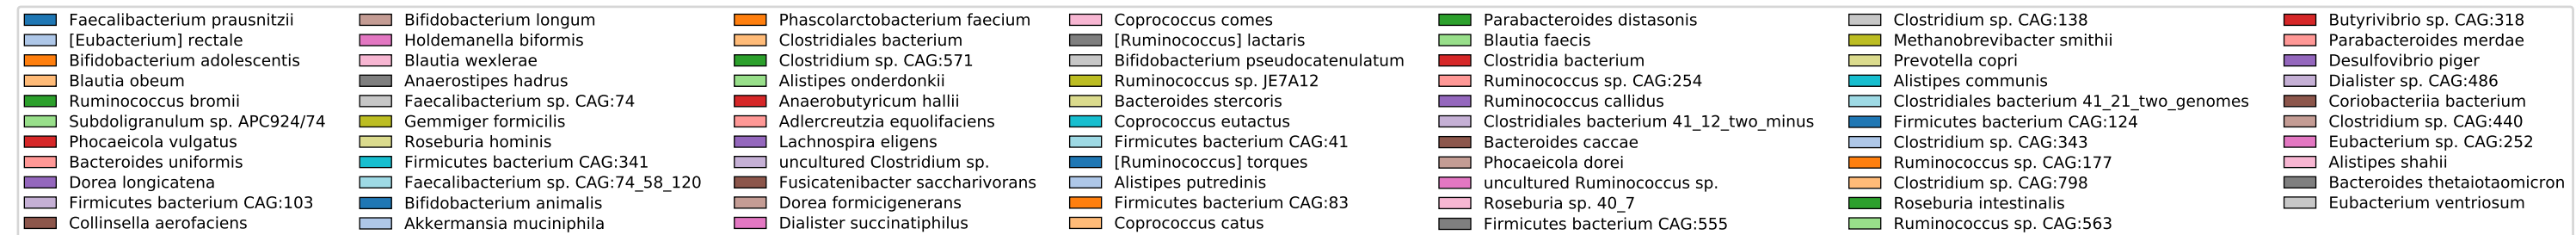 Faecalibacterium prausnitzii
[Eubacterium] rectale
Bifidobacterium adolescentis
Blautia obeum
Ruminococcus bromii
Subdoligranulum sp. APC924/74
Phocaeicola vulgatus
Bacteroides uniformis
Dorea longicatena
Firmicutes bacterium CAG:103
Collinsella aerofaciens
Bifidobacterium longum
Holdemanella biformis
Blautia wexlerae
Anaerostipes hadrus
Faecalibacterium sp. CAG:74
Gemmiger formicilis
Roseburia hominis
Firmicutes bacterium CAG:341
Faecalibacterium sp. CAG:74_58_120
Bifidobacterium animalis
Akkermansia muciniphila
Phascolarctobacterium faecium
Clostridiales bacterium
Clostridium sp. CAG:571
Alistipes onderdonkii
Anaerobutyricum hallii
Adlercreutzia equolifaciens
Lachnospira eligens
uncultured Clostridium sp.
Fusicatenibacter saccharivorans
Dorea formicigenerans
Dialister succinatiphilus
Coprococcus comes
[Ruminococcus] lactaris
Bifidobacterium pseudocatenulatum
Ruminococcus sp. JE7A12
Bacteroides stercoris
Coprococcus eutactus
Firmicutes bacterium CAG:41
[Ruminococcus] torques
Alistipes putredinis
Firmicutes bacterium CAG:83
Coprococcus catus
Parabacteroides distasonis
Blautia faecis
Clostridia bacterium
Ruminococcus sp. CAG:254
Ruminococcus callidus
Clostridiales bacterium 41_12_two_minus
Bacteroides caccae
Phocaeicola dorei
uncultured Ruminococcus sp.
Roseburia sp. 40_7
Firmicutes bacterium CAG:555
Clostridium sp. CAG:138
Methanobrevibacter smithii
Prevotella copri
Alistipes communis
Clostridiales bacterium 41_21_two_genomes
Firmicutes bacterium CAG:124
Clostridium sp. CAG:343
Ruminococcus sp. CAG:177
Clostridium sp. CAG:798
Roseburia intestinalis
Ruminococcus sp. CAG:563
Butyrivibrio sp. CAG:318
Parabacteroides merdae
Desulfovibrio piger
Dialister sp. CAG:486
Coriobacteriia bacterium
Clostridium sp. CAG:440
Eubacterium sp. CAG:252
Alistipes shahii
Bacteroides thetaiotaomicron
Eubacterium ventriosum